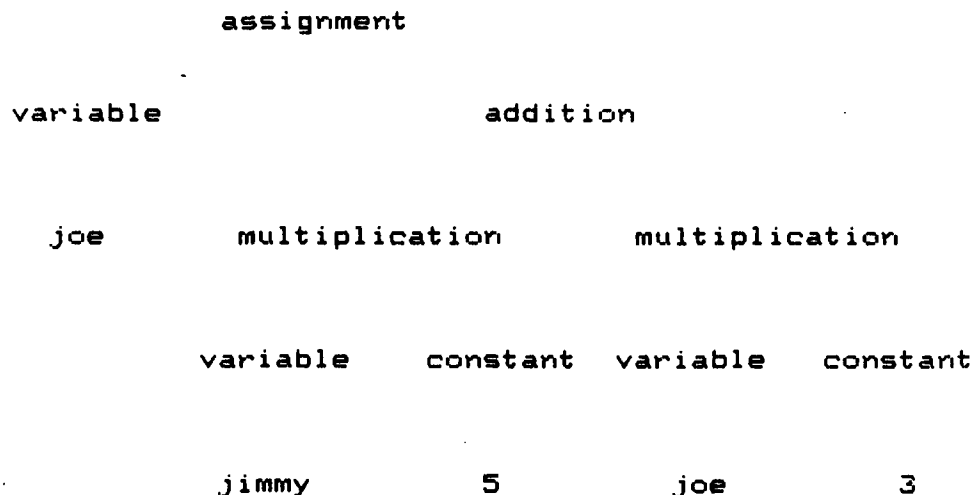 assignment
variable addition
joe multiplication multiplication
variable constant variable constant
jimmy 5 joe 3